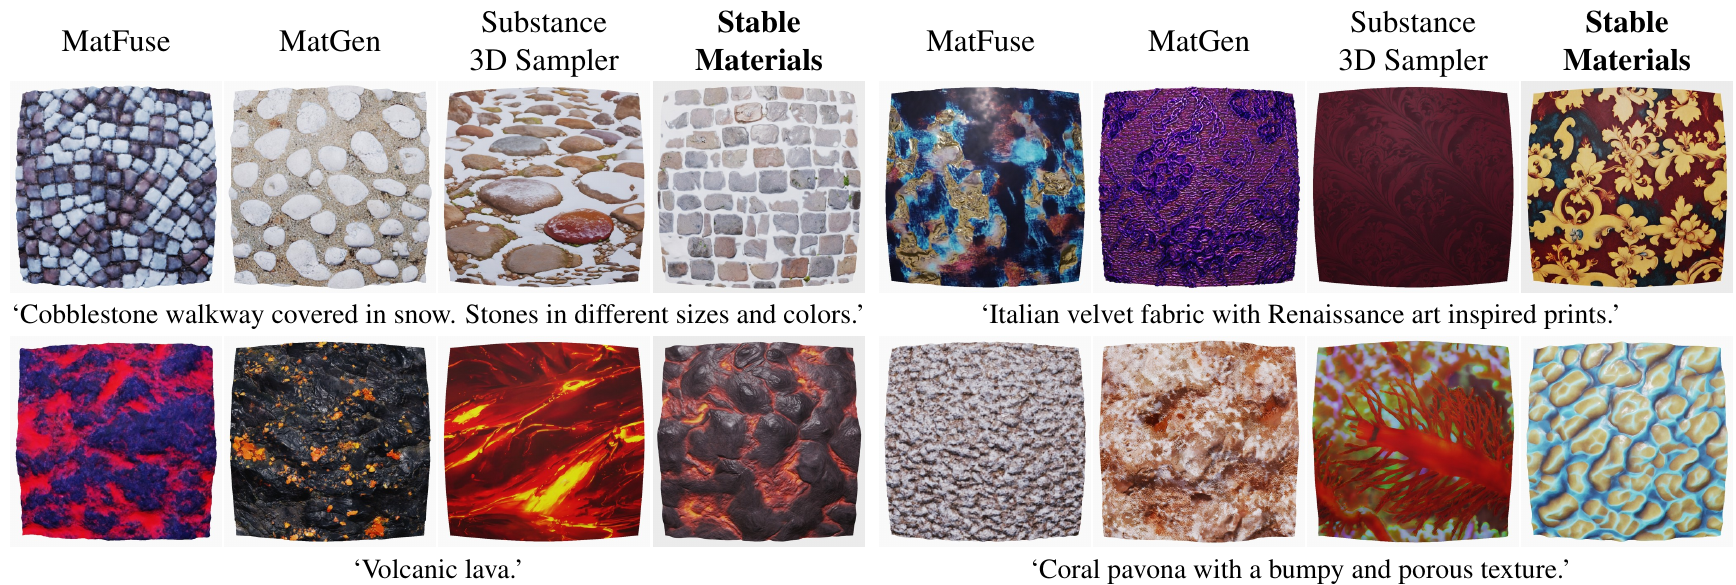 MatFuse
MatGen
Substance
3D Sampler
Stable
Materials
MatFuse
MatGen
Substance
3D Sampler
Stable
Materials
‘Cobblestone walkway covered in snow. Stones in different sizes and colors.’
‘Italian velvet fabric with Renaissance art inspired prints.’
‘Volcanic lava.’
‘Coral pavona with a bumpy and porous texture.’